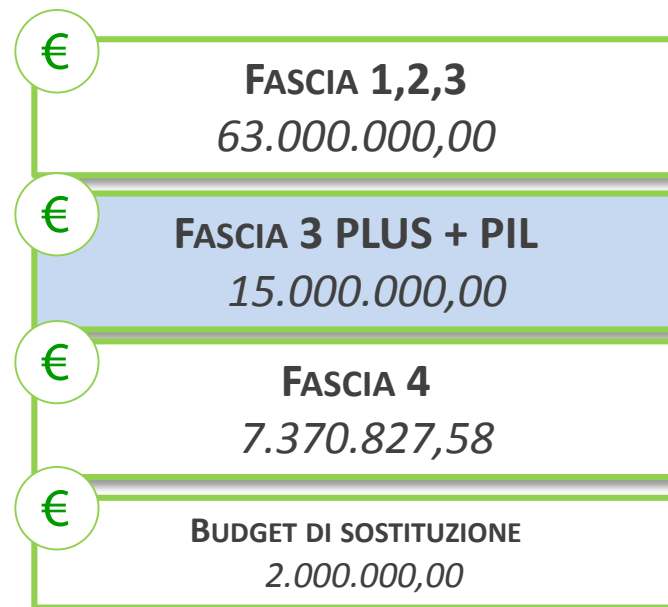 €
FASCIA 1,2,3
63.000.000,00
€
FASCIA 3 PLUS + PIL
15.000.000,00
€
FASCIA 4
7.370.827,58
€
BUDGET DI SOSTITUZIONE
2.000.000,00